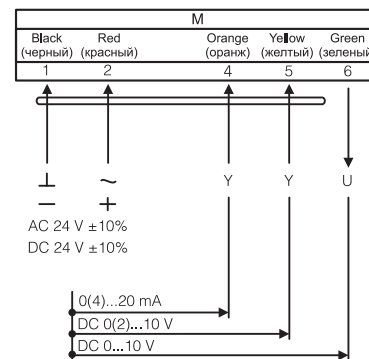 M
Black Red Orange Yellow Green
(черный) (красный) (оранж) (желтый) (зеленый
1 2 4 5 6
⊥ ~ Y Y U
− +
AC 24 V ±10%
DC 24 V ±10%
0(4)...20 mA
DC 0(2)...10 V
DC 0...10 V